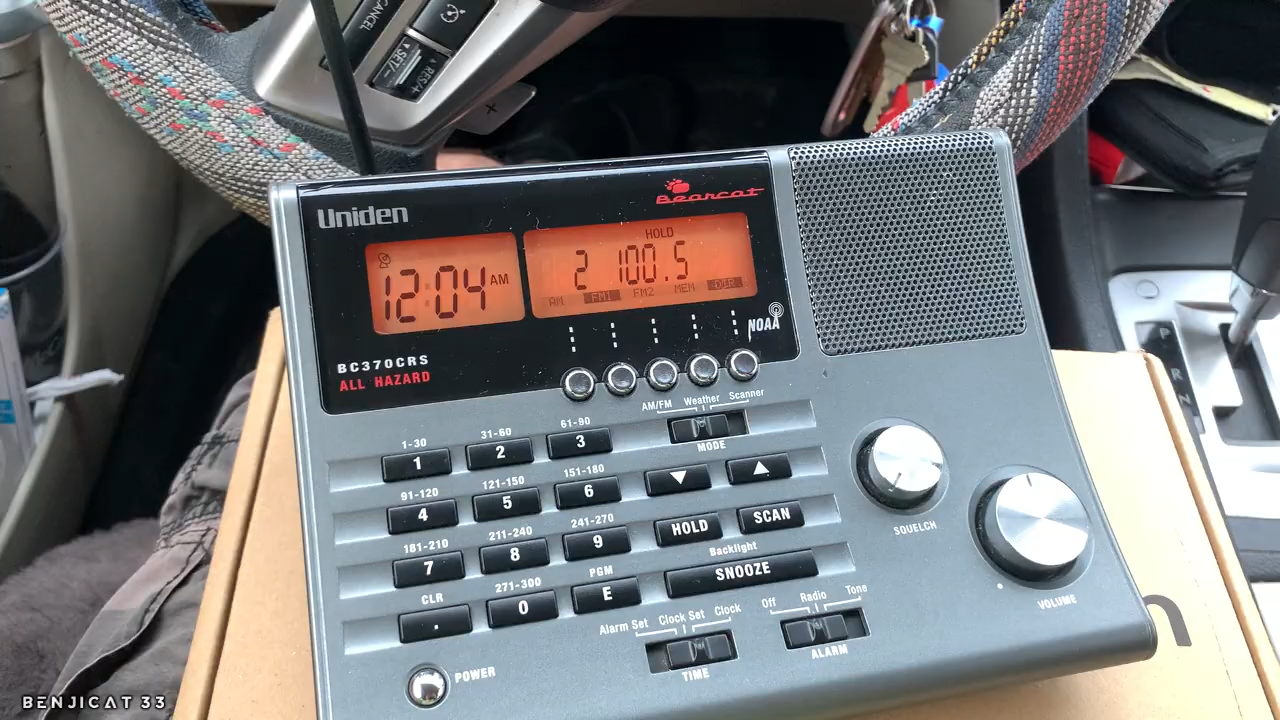 CANCEL
SET/-
RES/+
+
Uniden
Bearcat
HOLD
12:04 AM
2 100.5
AM FM1 FM2 MEM DIR
NOAA
BC370CRS
ALL HAZARD
AM/FM Weather Scanner
MODE
1-30 31-60 61-90
1 2 3
91-120 121-150 151-180
4 5 6 ▼ ▲
181-210 211-240 241-270
7 8 9 HOLD SCAN
CLR 271-300 PGM Backlight
. 0 E SNOOZE
Alarm Set Clock Set Clock
TIME
Off Radio Tone
ALARM
POWER
SQUELCH
VOLUME
P
R
N
n
BENJICAT 33